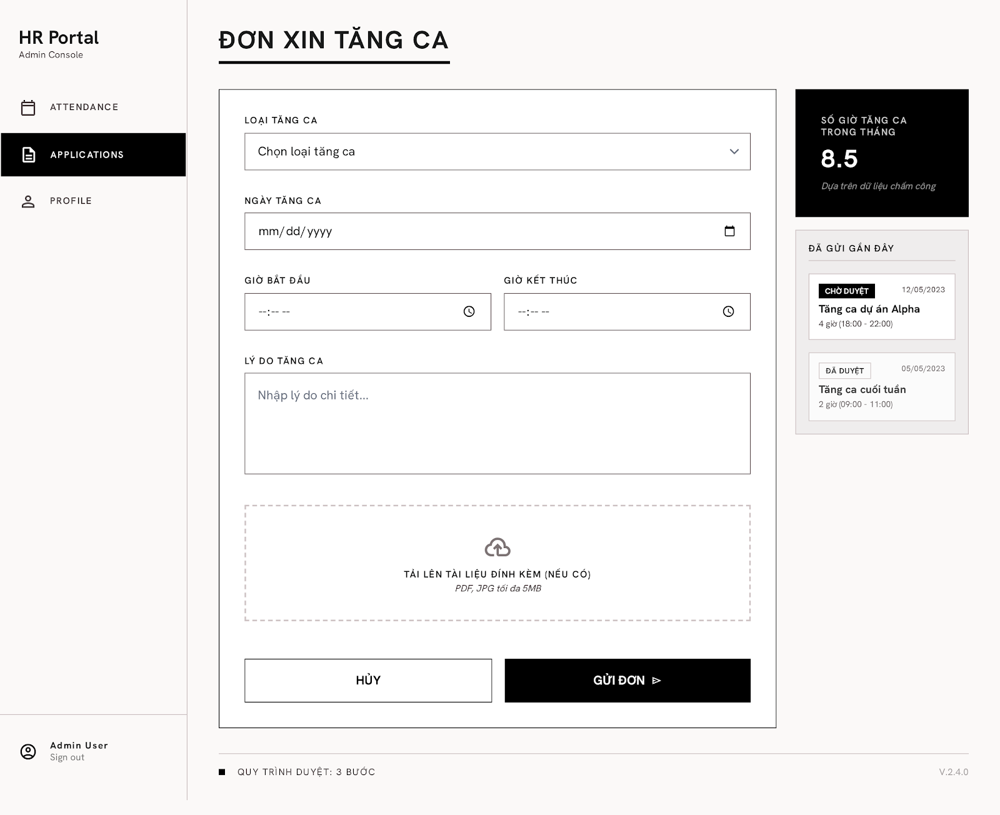 HR Portal
Admin Console
ATTENDANCE
APPLICATIONS
PROFILE
Admin User
Sign out
ĐƠN XIN TĂNG CA
LOẠI TĂNG CA
Chọn loại tăng ca
NGÀY TĂNG CA
mm/dd/yyyy
GIỜ BẮT ĐẦU
--:-- --
GIỜ KẾT THÚC
--:-- --
LÝ DO TĂNG CA
Nhập lý do chi tiết...
TẢI LÊN TÀI LIỆU ĐÍNH KÈM (NẾU CÓ)
PDF, JPG tối đa 5MB
HỦY
GỬI ĐƠN
SỐ GIỜ TĂNG CA
TRONG THÁNG
8.5
Dựa trên dữ liệu chấm công
ĐÃ GỬI GẦN ĐÂY
CHỜ DUYỆT 12/05/2023
Tăng ca dự án Alpha
4 giờ (18:00 - 22:00)
ĐÃ DUYỆT 05/05/2023
Tăng ca cuối tuần
2 giờ (09:00 - 11:00)
QUY TRÌNH DUYỆT: 3 BƯỚC
V.2.4.0